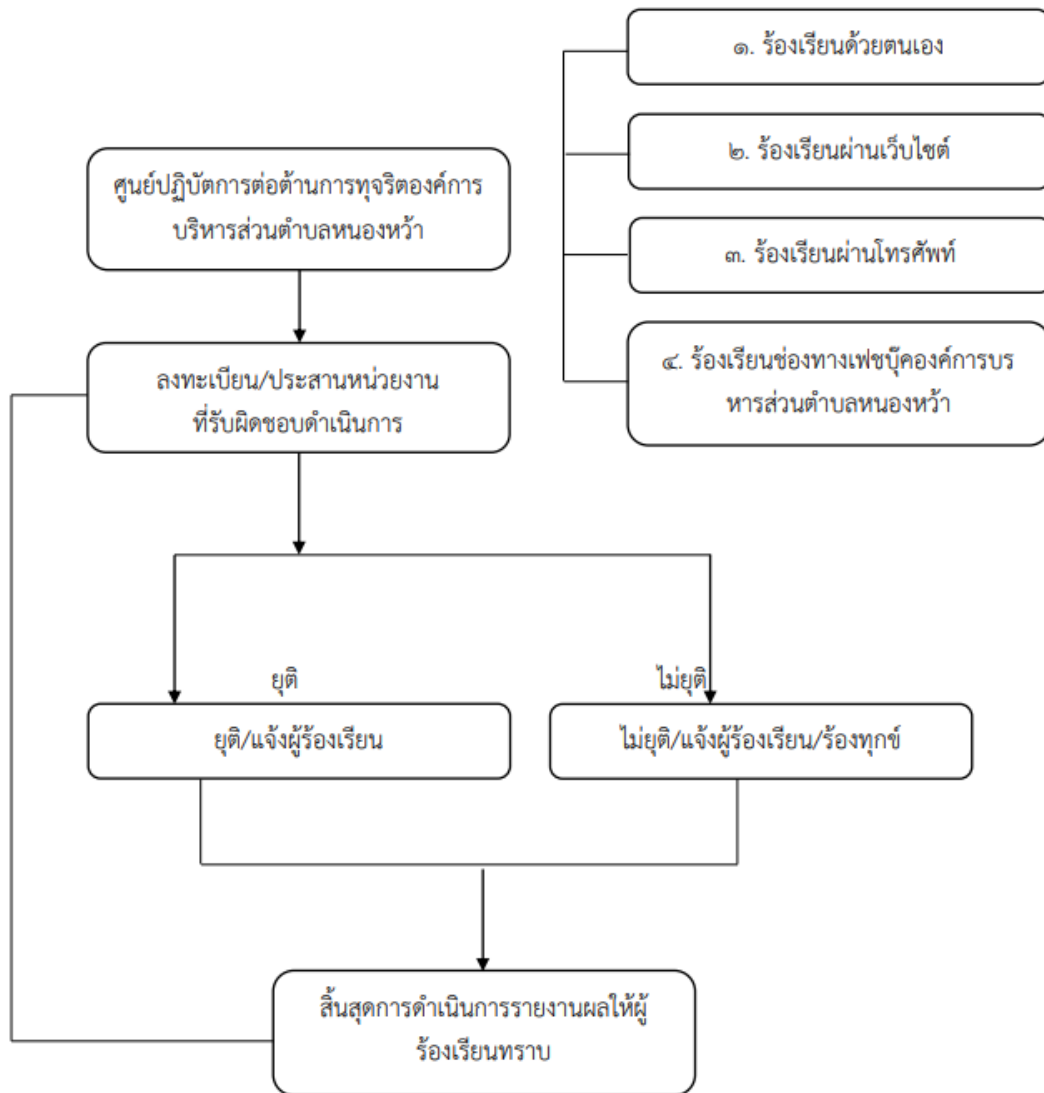 ๑. ร้องเรียนด้วยตนเอง
๒. ร้องเรียนผ่านเว็บไซต์
๓. ร้องเรียนผ่านโทรศัพท์
๔. ร้องเรียนช่องทางเฟชบุ๊คองค์การบร
หารส่วนตำบลหนองหว้า
ศูนย์ปฏิบัตการต่อต้านการทุจริตองค์การ
บริหารส่วนตำบลหนองหว้า
ลงทะเบียน/ประสานหน่วยงาน
ที่รับผิดชอบดำเนินการ
ยุติ
ไม่ยุติ
ยุติ/แจ้งผู้ร้องเรียน
ไม่ยุติ/แจ้งผู้ร้องเรียน/ร้องทุกข์
สิ้นสุดการดำเนินการรายงานผลให้ผู้
ร้องเรียนทราบ